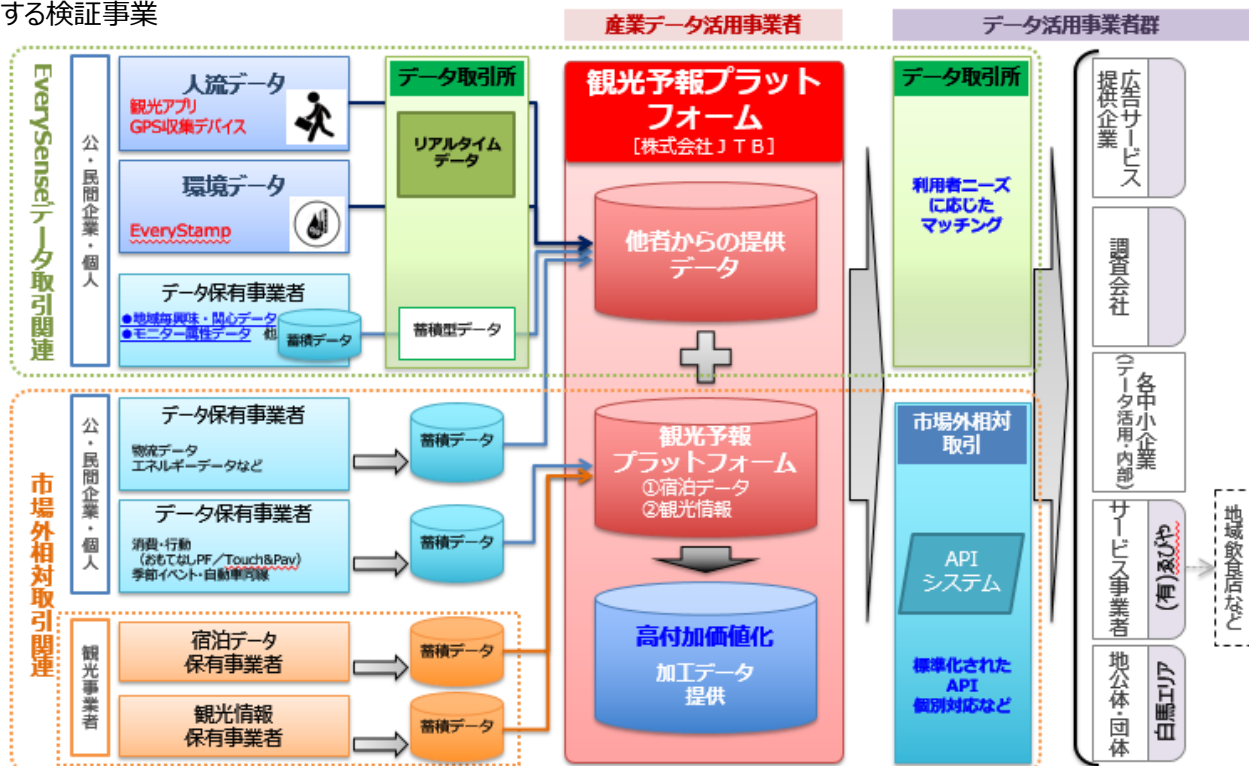 する検証事業
産業データ活用事業者
データ活用事業者群
EverySenseデータ取引関連
公・民間企業・個人
人流データ
観光アプリ
GPS収集デバイス
環境データ
EveryStamp
データ保有事業者
●地域毎興味・関心データ
●モニター属性データ 他
蓄積データ
データ取引所
リアルタイム
データ
蓄積型データ
観光予報プラット
フォーム
[株式会社JTB]
他者からの提供
データ
データ取引所
利用者ニーズ
に応じた
マッチング
市場外相対取引関連
公・民間企業・個人
データ保有事業者
物流データ
エネルギーデータなど
蓄積データ
データ保有事業者
消費・行動
(おもてなしPF/Touch&Pay)
季節イベント・自動車同線
蓄積データ
観光事業者
宿泊データ
保有事業者
蓄積データ
観光情報
保有事業者
蓄積データ
観光予報
プラットフォーム
①宿泊データ
②観光情報
高付加価値化
加工データ
提供
市場外相対
取引
API
システム
標準化された
API
個別対応など
広告サービス
提供企業
調査会社
各中小企業
(データ活用・内部)
サービス事業者
(有)ゑびや
地域飲食店など
地公体・団体
白馬エリア